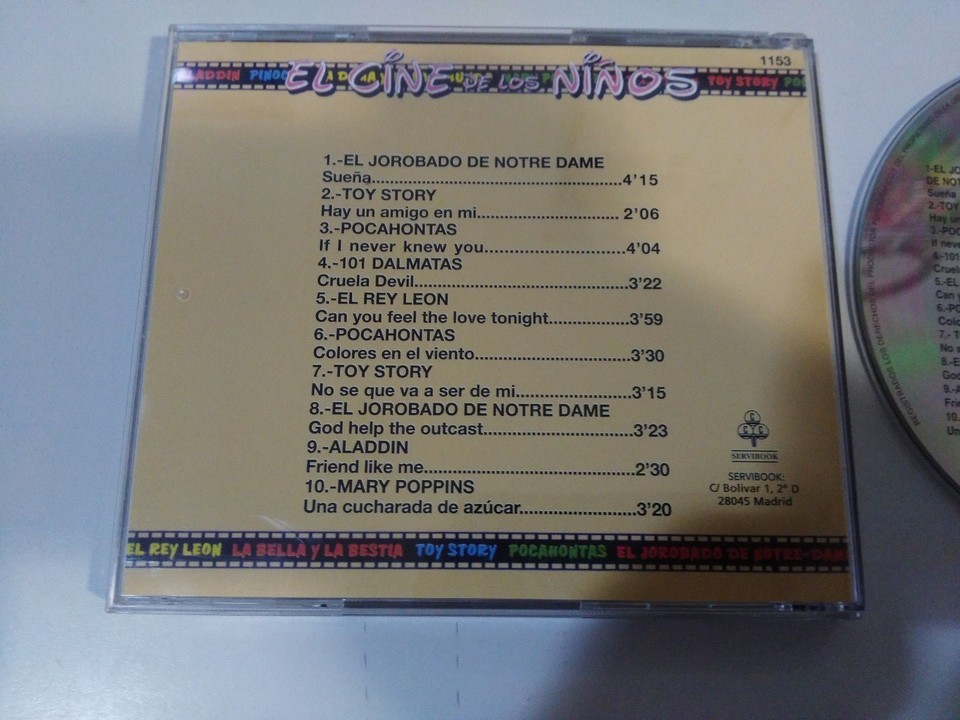 1153
EL CINE DE LOS NIÑOS
TOY STORY
1.-EL JOROBADO DE NOTRE DAME
Sueña..................................................4'15
2.-TOY STORY
Hay un amigo en mi............................. 2'06
3.-POCAHONTAS
If I never knew you.............................4'04
4.-101 DALMATAS
Cruela Devil...........................................3'22
5.-EL REY LEON
Can you feel the love tonight................3'59
6.-POCAHONTAS
Colores en el viento...............................3'30
7.-TOY STORY
No se que va a ser de mi.......................3'15
8.-EL JOROBADO DE NOTRE DAME
God help the outcast..............................3'23
9.-ALADDIN
Friend like me..........................................2'30
10.-MARY POPPINS
Una cucharada de azúcar.......................3'20
SERVIBOOK
SERVIBOOK:
C/ Bolivar 1, 2º D
28045 Madrid
EL REY LEON LA BELLA Y LA BESTIA TOY STORY POCAHONTAS EL JOROBADO DE NOTRE-DAM